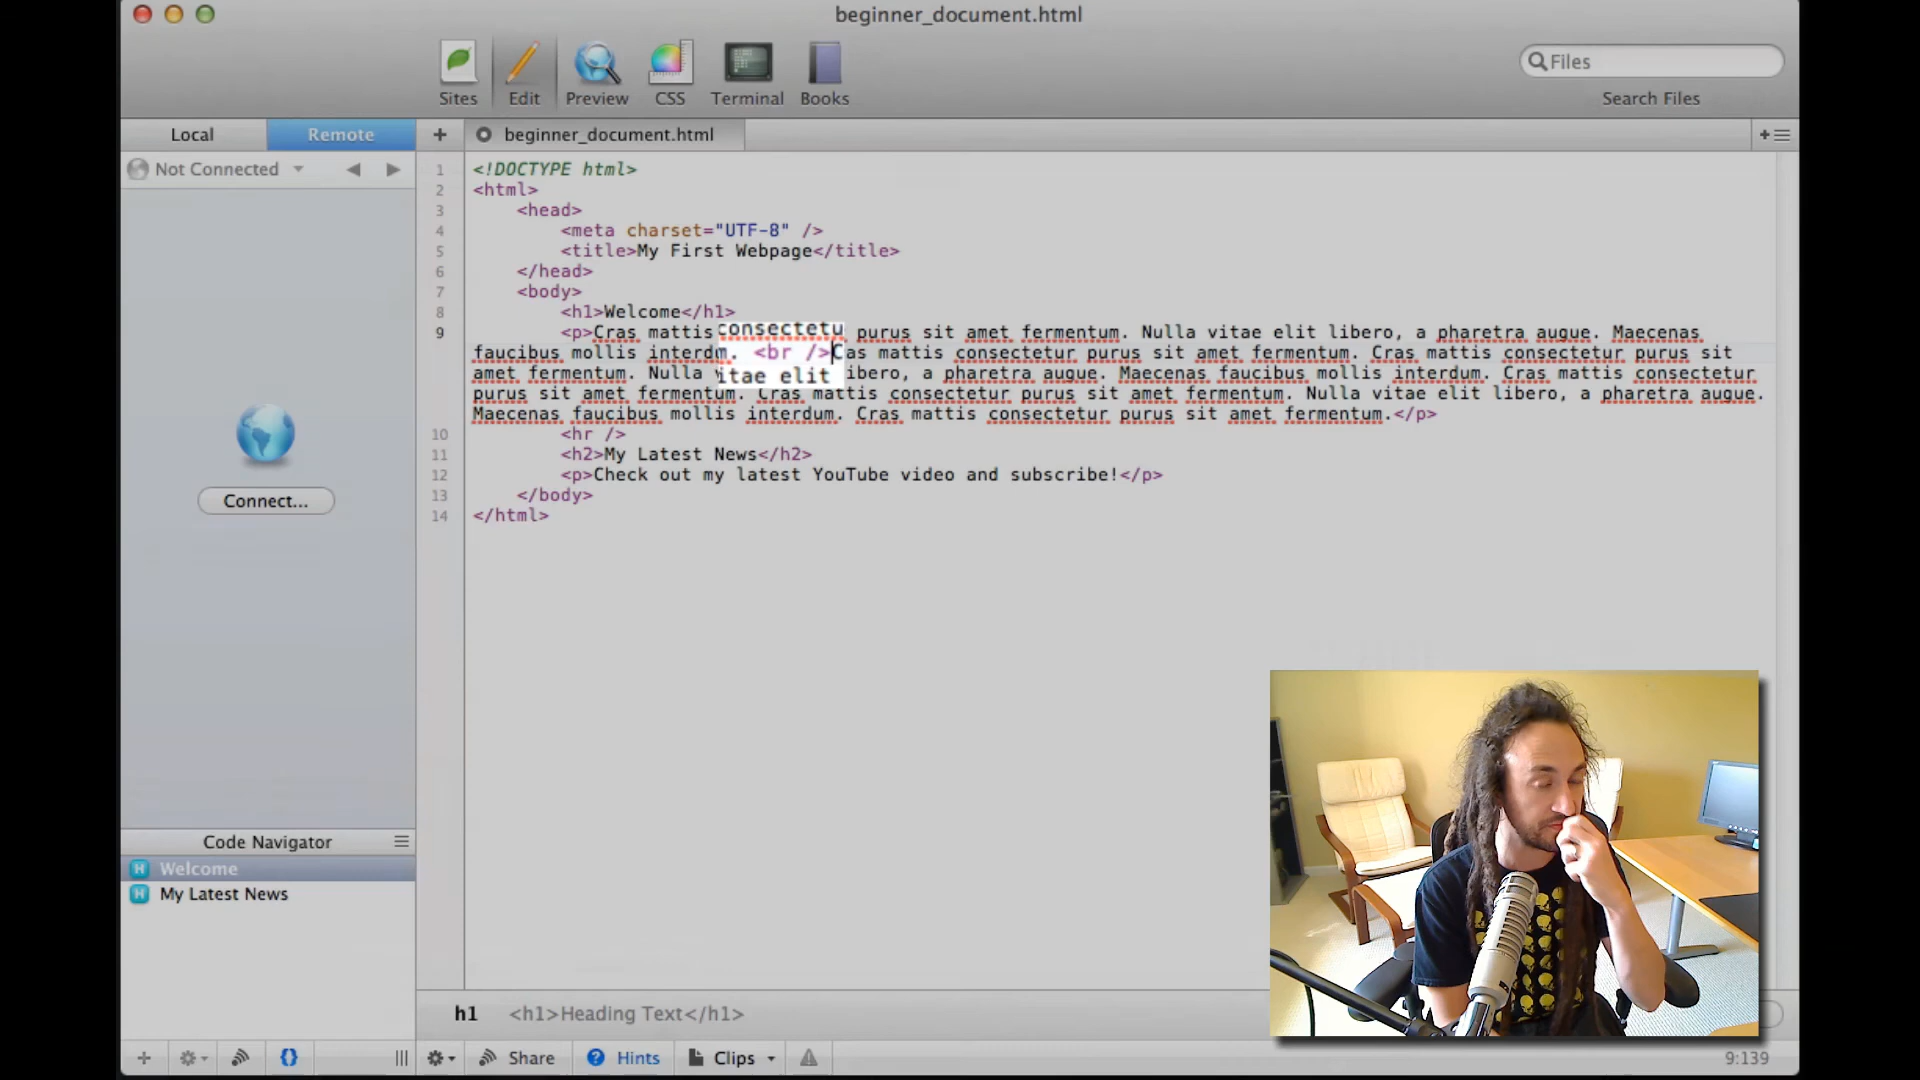 beginner_document.html
Sites Edit Preview CSS Terminal Books
Files
Search Files
Local Remote + beginner_document.html
Not Connected
1 <!DOCTYPE html>
2 <html>
3 <head>
4 <meta charset="UTF-8" />
5 <title>My First Webpage</title>
6 </head>
7 <body>
8 <h1>Welcome</h1>
9 <p>Cras mattis consectetu purus sit amet fermentum. Nulla vitae elit libero, a pharetra augue. Maecenas
faucibus mollis interdm. <br />Cas mattis consectetur purus sit amet fermentum. Cras mattis consectetur purus sit
amet fermentum. Nulla vitae elit libero, a pharetra augue. Maecenas faucibus mollis interdum. Cras mattis consectetur
purus sit amet fermentum. Cras mattis consectetur purus sit amet fermentum. Nulla vitae elit libero, a pharetra augue.
Maecenas faucibus mollis interdum. Cras mattis consectetur purus sit amet fermentum.</p>
10 <hr />
11 <h2>My Latest News</h2>
12 <p>Check out my latest YouTube video and subscribe!</p>
13 </body>
14 </html>
Connect...
Code Navigator
H Welcome
H My Latest News
h1 <h1>Heading Text</h1>
Share ? Hints Clips
9:139